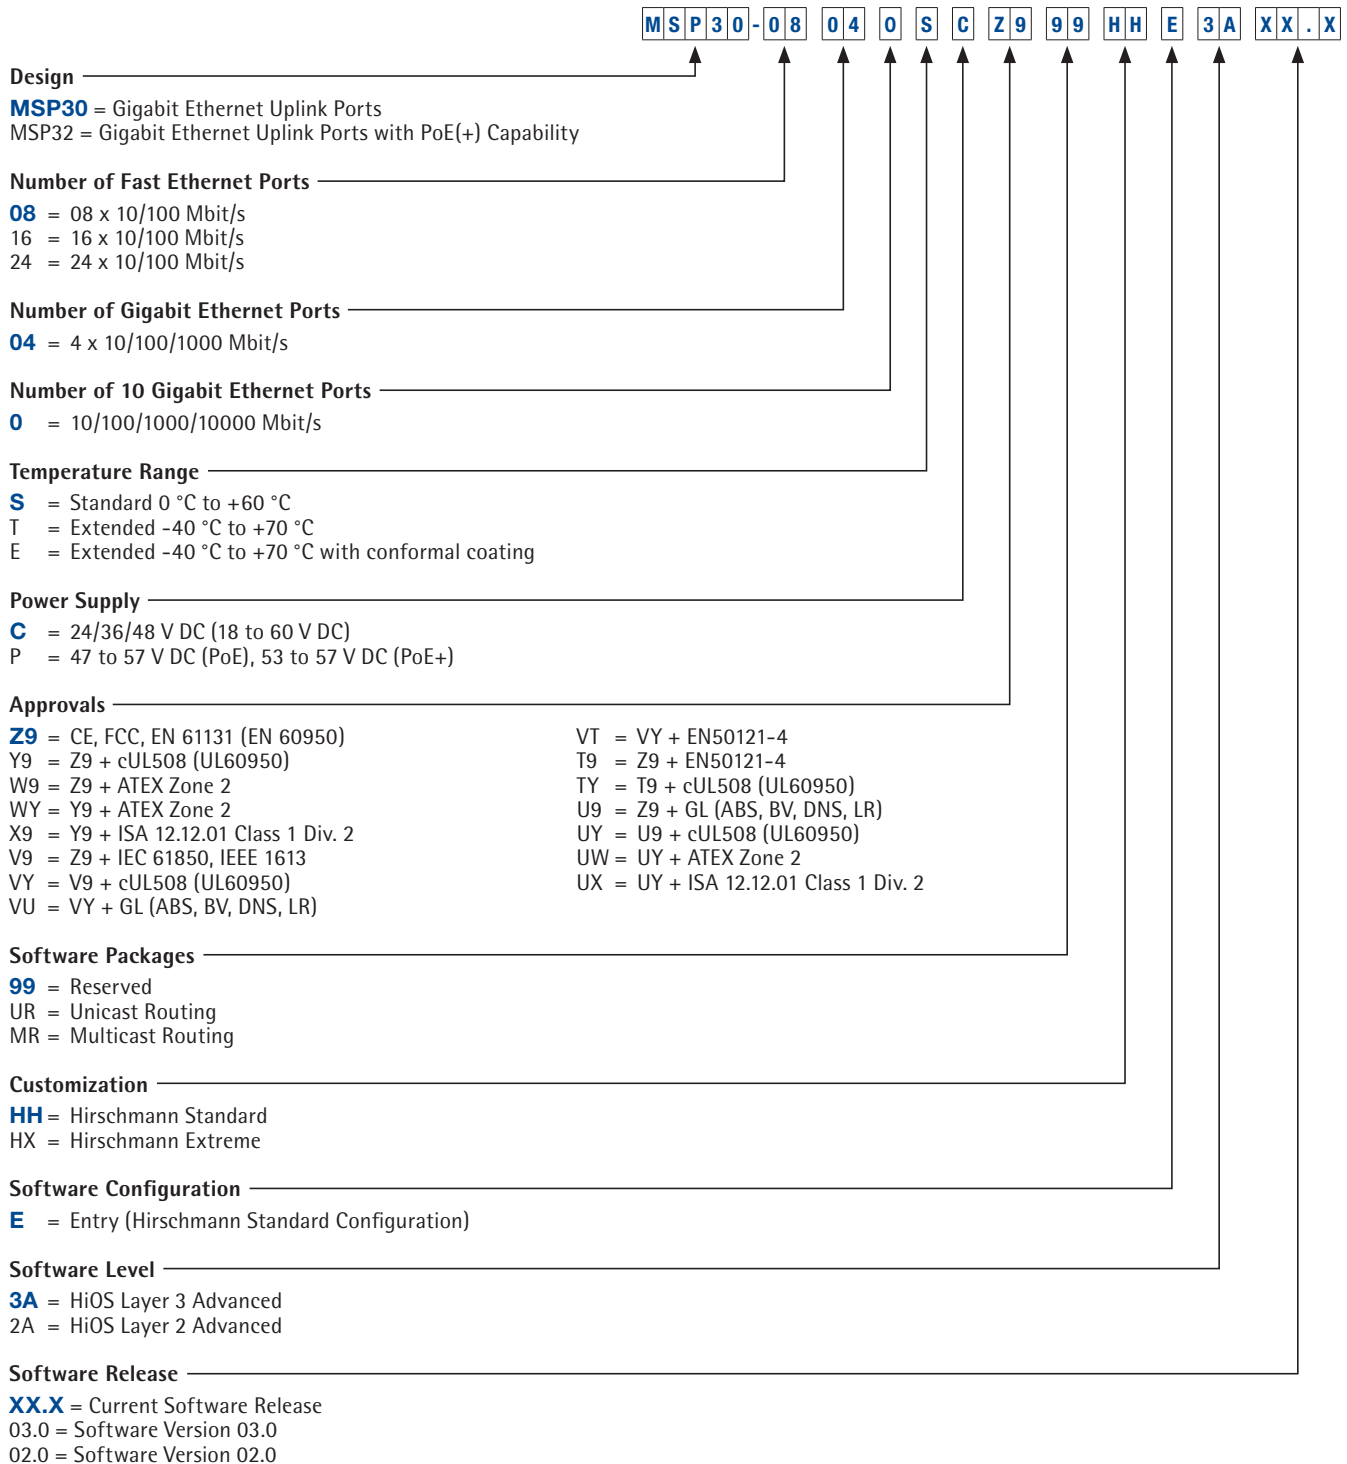 MSP30-08 04 0 S C Z9 99 HH E 3A XX.X
Design
MSP30 = Gigabit Ethernet Uplink Ports
MSP32 = Gigabit Ethernet Uplink Ports with PoE(+) Capability
Number of Fast Ethernet Ports
08 = 08 x 10/100 Mbit/s
16 = 16 x 10/100 Mbit/s
24 = 24 x 10/100 Mbit/s
Number of Gigabit Ethernet Ports
04 = 4 x 10/100/1000 Mbit/s
Number of 10 Gigabit Ethernet Ports
0 = 10/100/1000/10000 Mbit/s
Temperature Range
S = Standard 0 °C to +60 °C
T = Extended -40 °C to +70 °C
E = Extended -40 °C to +70 °C with conformal coating
Power Supply
C = 24/36/48 V DC (18 to 60 V DC)
P = 47 to 57 V DC (PoE), 53 to 57 V DC (PoE+)
Approvals
Z9 = CE, FCC, EN 61131 (EN 60950)
Y9 = Z9 + cUL508 (UL60950)
W9 = Z9 + ATEX Zone 2
WY = Y9 + ATEX Zone 2
X9 = Y9 + ISA 12.12.01 Class 1 Div. 2
V9 = Z9 + IEC 61850, IEEE 1613
VY = V9 + cUL508 (UL60950)
VU = VY + GL (ABS, BV, DNS, LR)
VT = VY + EN50121-4
T9 = Z9 + EN50121-4
TY = T9 + cUL508 (UL60950)
U9 = Z9 + GL (ABS, BV, DNS, LR)
UY = U9 + cUL508 (UL60950)
UW = UY + ATEX Zone 2
UX = UY + ISA 12.12.01 Class 1 Div. 2
Software Packages
99 = Reserved
UR = Unicast Routing
MR = Multicast Routing
Customization
HH = Hirschmann Standard
HX = Hirschmann Extreme
Software Configuration
E = Entry (Hirschmann Standard Configuration)
Software Level
3A = HiOS Layer 3 Advanced
2A = HiOS Layer 2 Advanced
Software Release
XX.X = Current Software Release
03.0 = Software Version 03.0
02.0 = Software Version 02.0